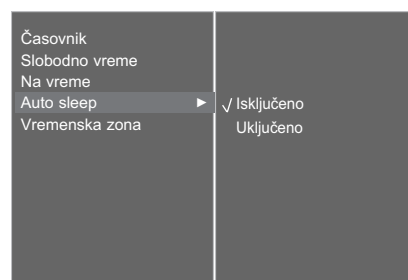 Časovnik
Slobodno vreme
Na vreme
Auto sleep ►
Vremenska zona
√ Isključeno
Uključeno